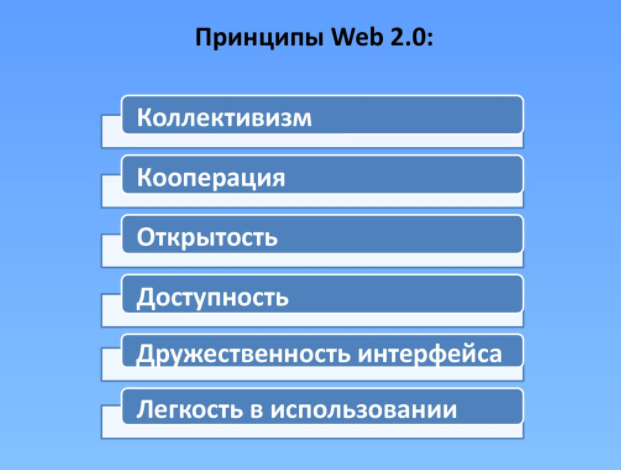 Принципы Web 2.0:
Коллективизм
Кооперация
Открытость
Доступность
Дружественность интерфейса
Легкость в использовании